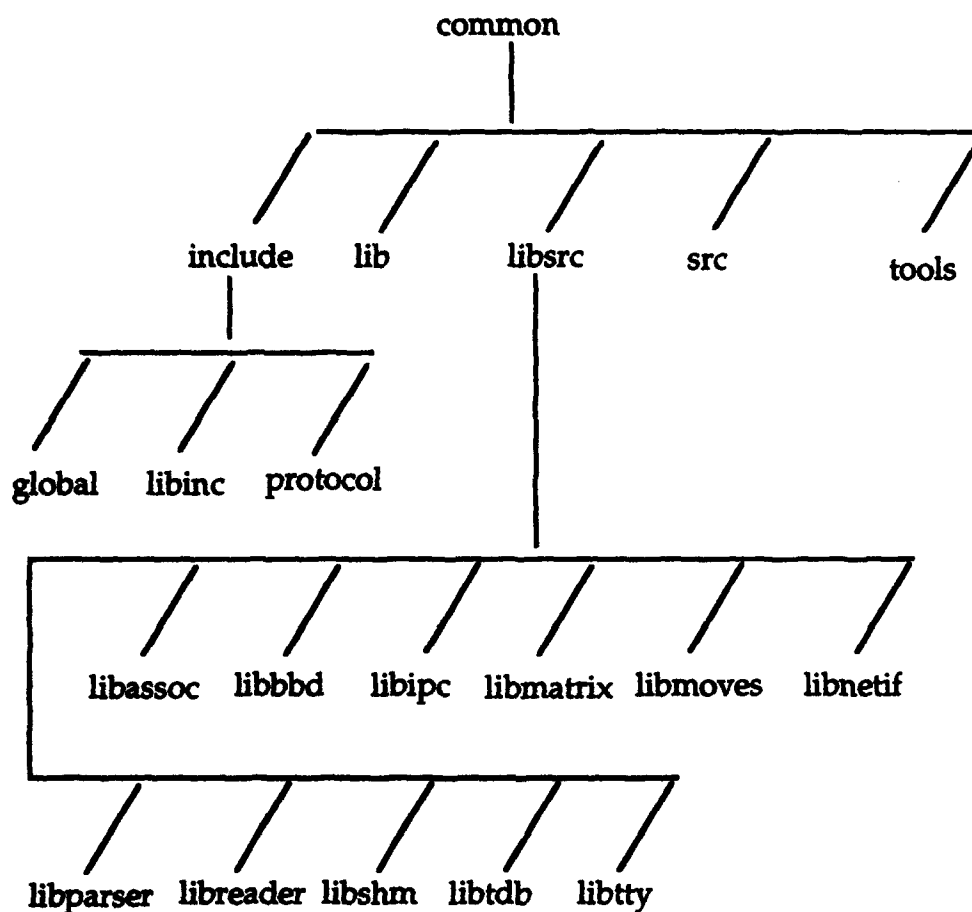 common
include lib libsrc src tools
global libinc protocol
libassoc libbbd libipc libmatrix libmoves libnetif
libparser libreader libshm libtdb libtty